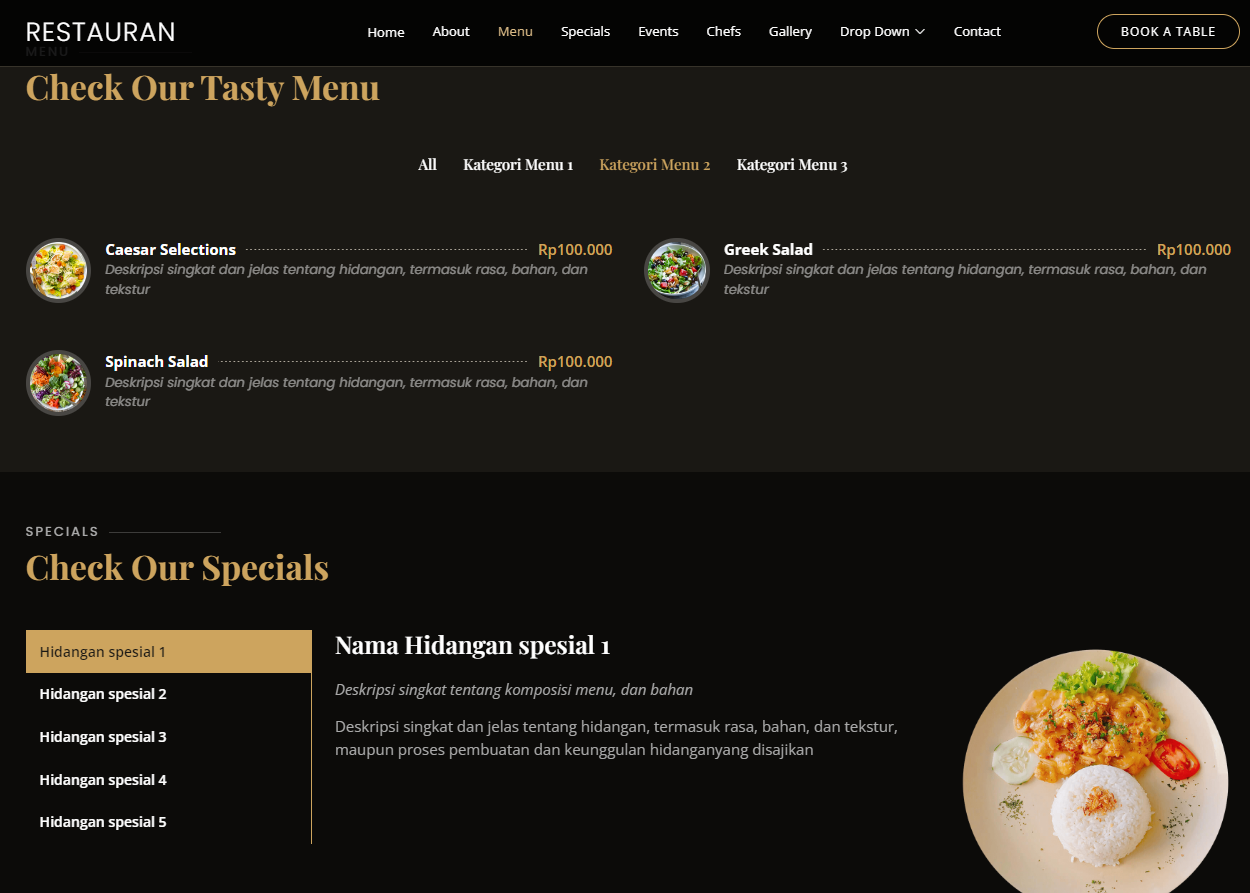 RESTAURAN
Home About Menu Specials Events Chefs Gallery Drop Down Contact
BOOK A TABLE
MENU
Check Our Tasty Menu
All Kategori Menu 1 Kategori Menu 2 Kategori Menu 3
Caesar Selections Rp100.000
Deskripsi singkat dan jelas tentang hidangan, termasuk rasa, bahan, dan
tekstur
Greek Salad Rp100.000
Deskripsi singkat dan jelas tentang hidangan, termasuk rasa, bahan, dan
tekstur
Spinach Salad Rp100.000
Deskripsi singkat dan jelas tentang hidangan, termasuk rasa, bahan, dan
tekstur
SPECIALS
Check Our Specials
Hidangan spesial 1
Hidangan spesial 2
Hidangan spesial 3
Hidangan spesial 4
Hidangan spesial 5
Nama Hidangan spesial 1
Deskripsi singkat tentang komposisi menu, dan bahan
Deskripsi singkat dan jelas tentang hidangan, termasuk rasa, bahan, dan tekstur,
maupun proses pembuatan dan keunggulan hidanganyang disajikan